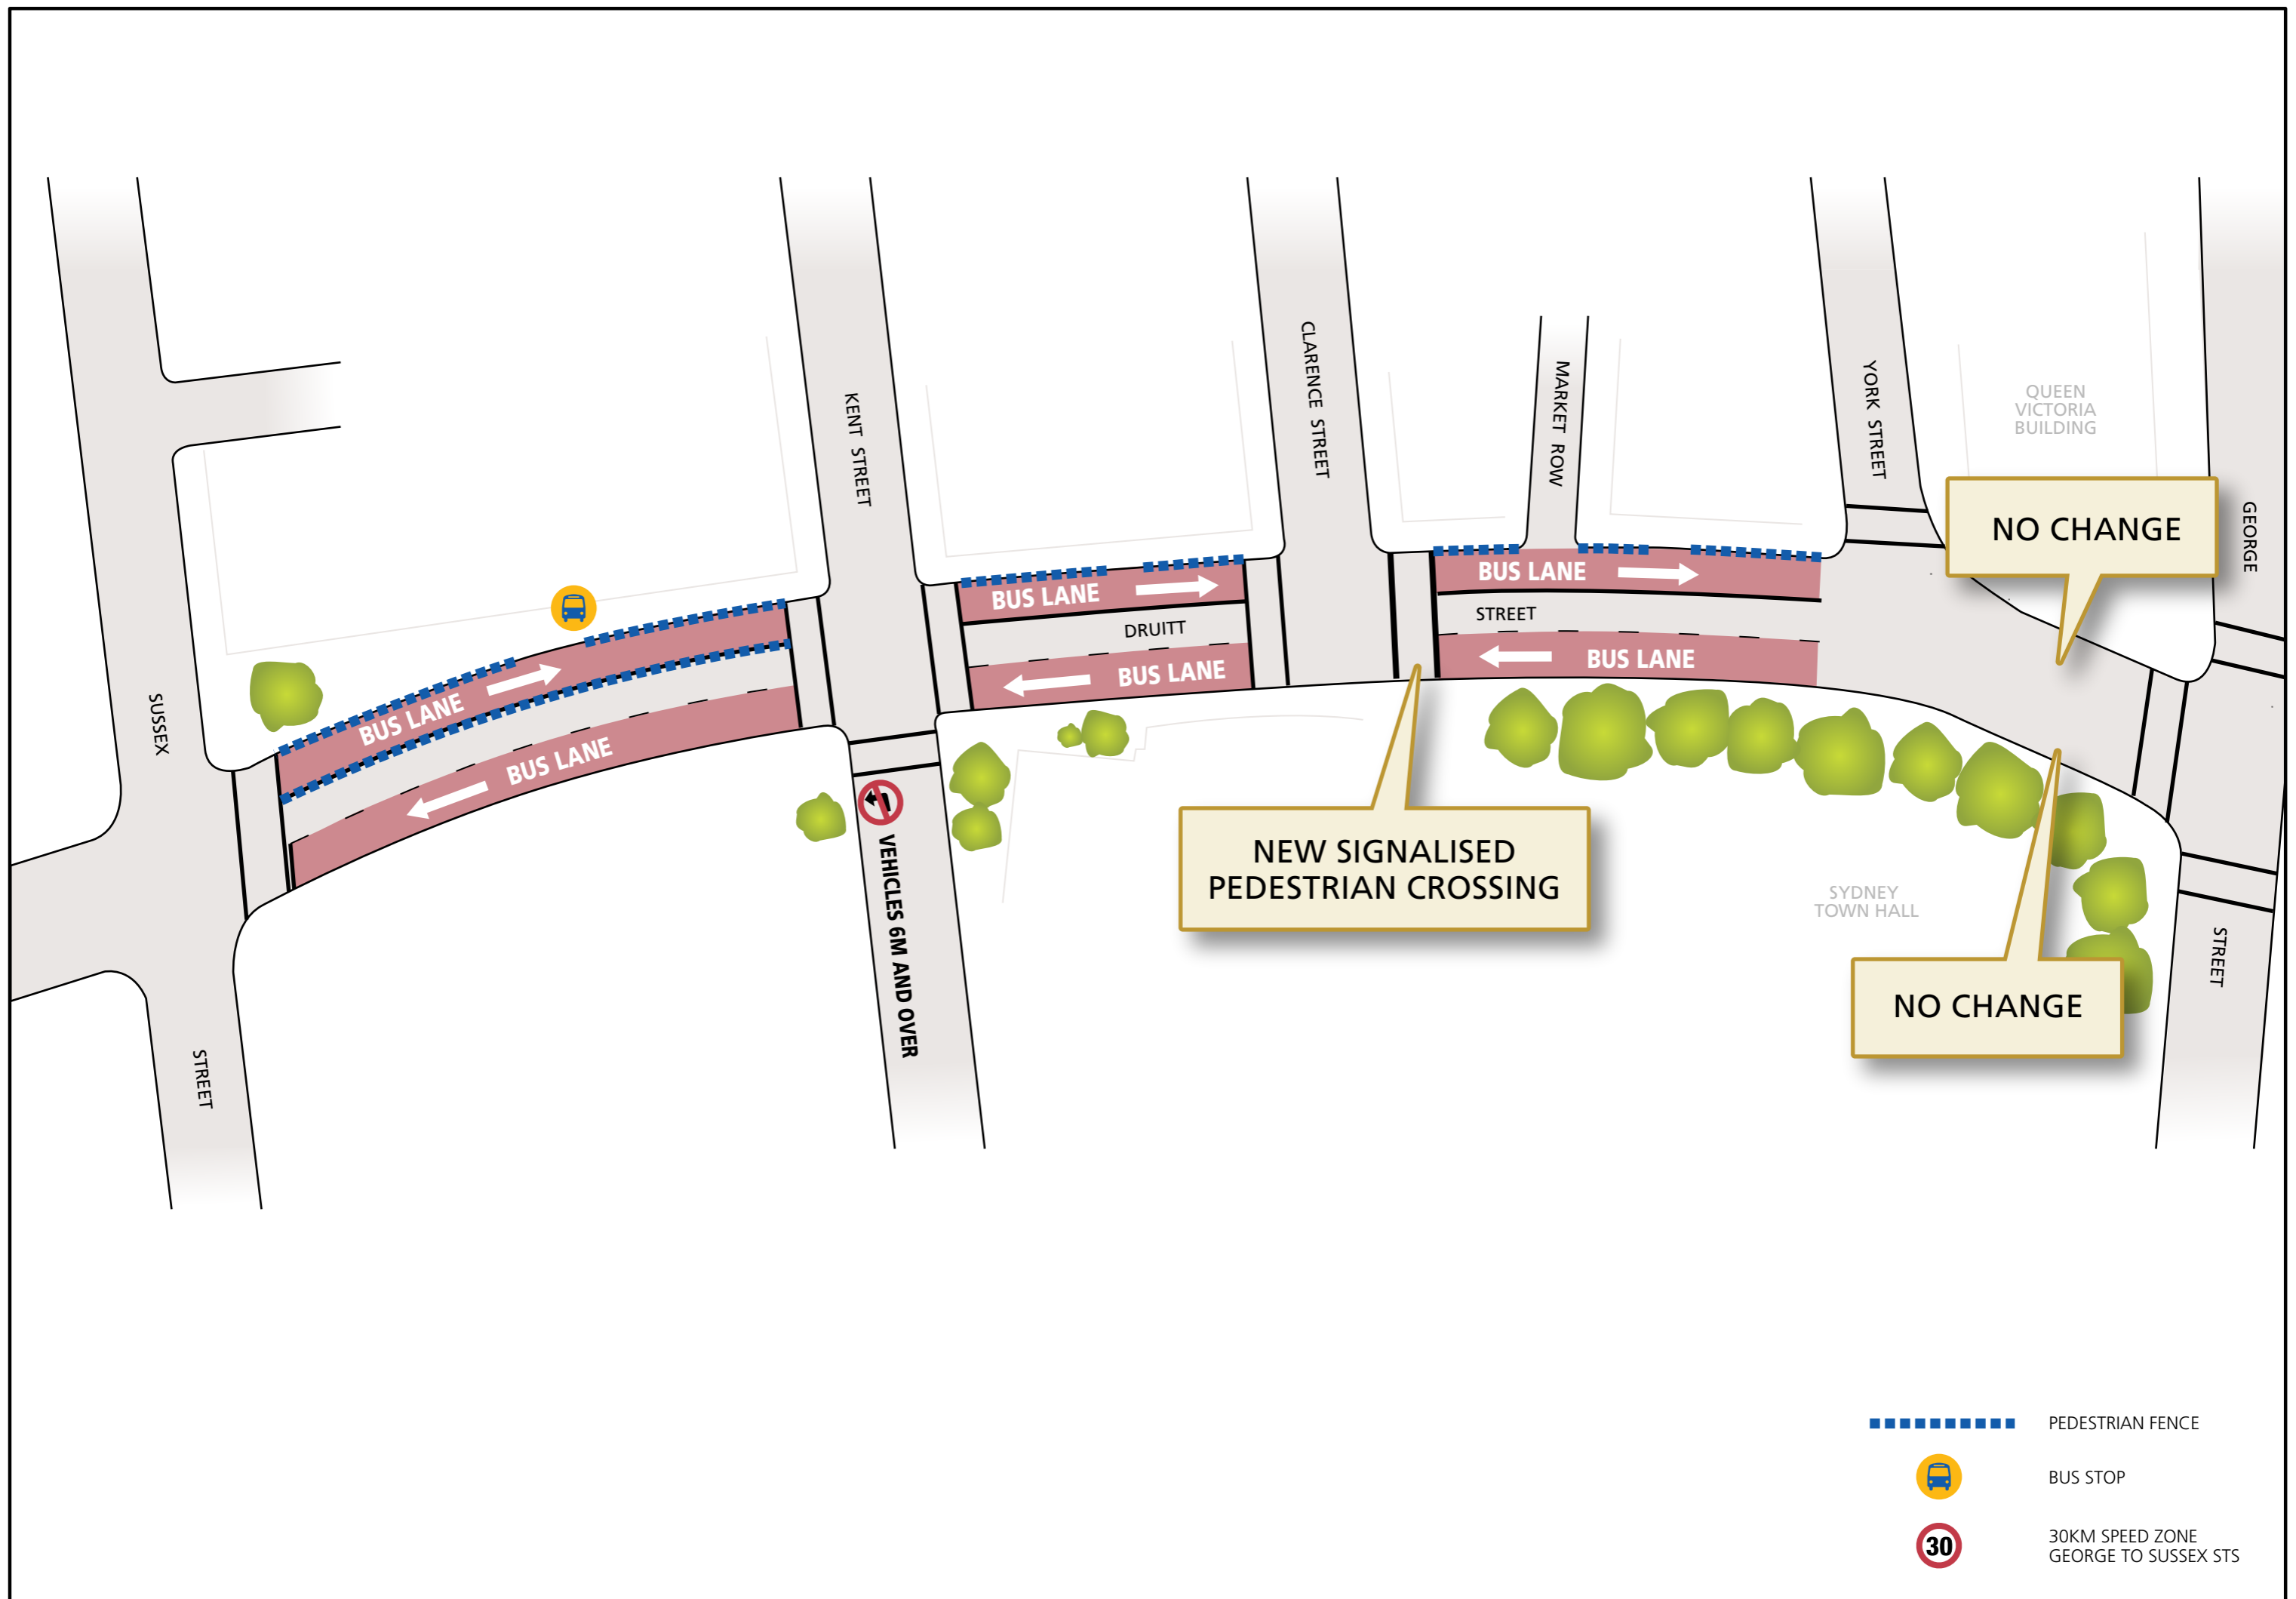 SUSSEX
STREET
BUS LANE
BUS LANE
KENT STREET
VEHICLES 6M AND OVER
BUS LANE
DRUITT
BUS LANE
CLARENCE STREET
MARKET ROW
BUS LANE
STREET
BUS LANE
YORK STREET
QUEEN
VICTORIA
BUILDING
NO CHANGE
GEORGE
STREET
NEW SIGNALISED
PEDESTRIAN CROSSING
SYDNEY
TOWN HALL
NO CHANGE
PEDESTRIAN FENCE
BUS STOP
30
30KM SPEED ZONE
GEORGE TO SUSSEX STS